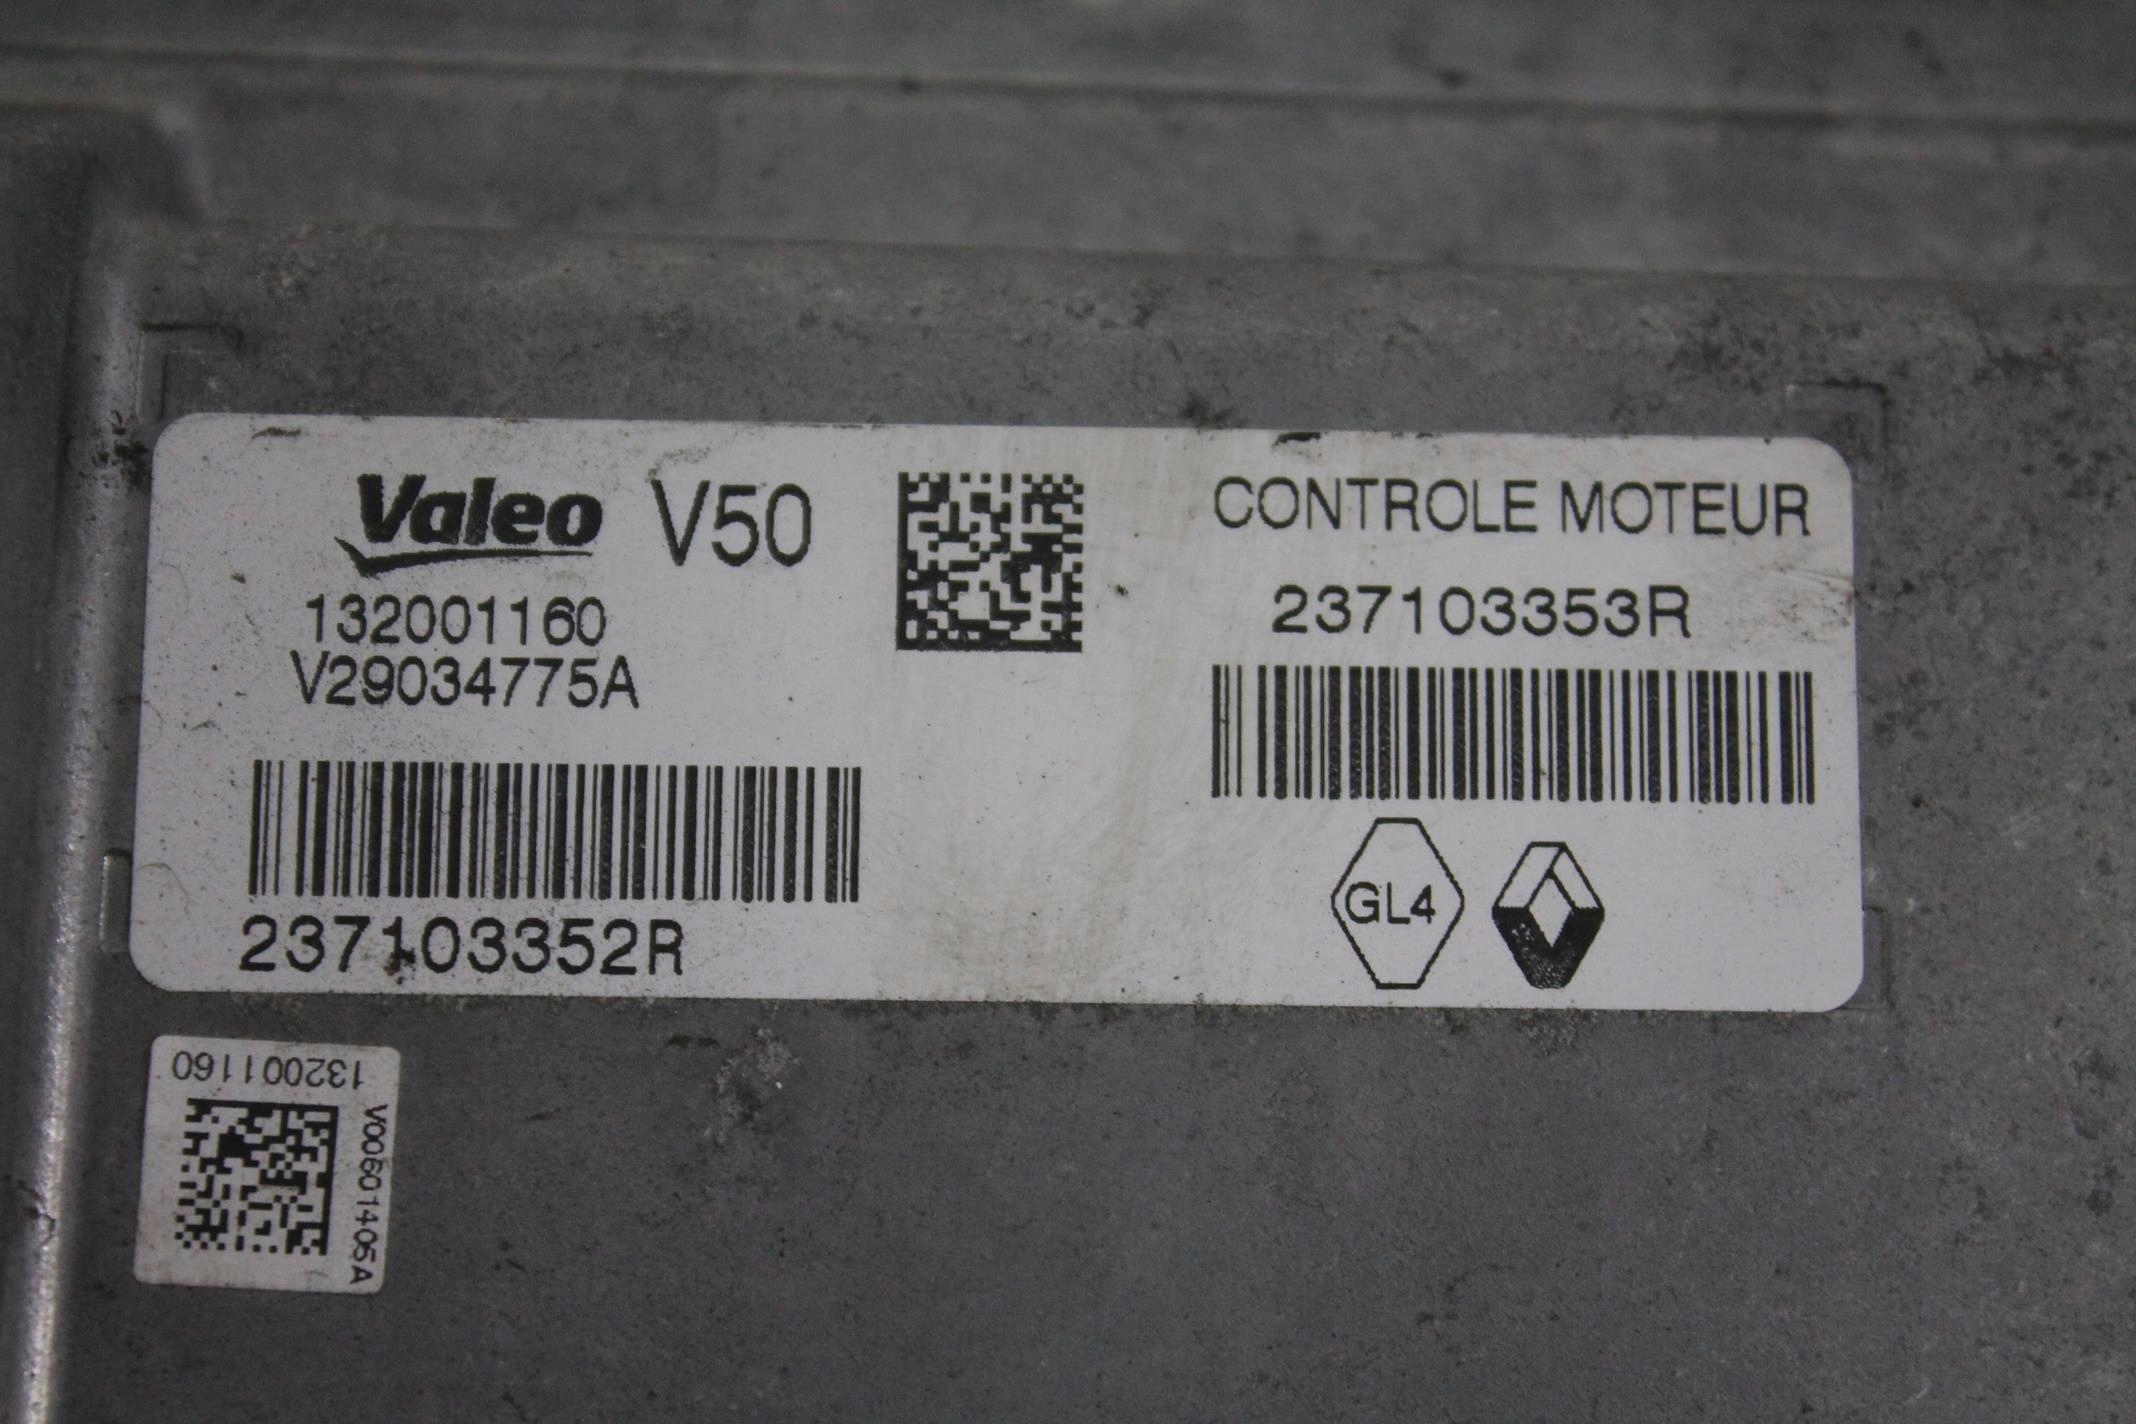 Valeo V50
132001160
V29034775A
237103352R
CONTROLE MOTEUR
237103353R
GL4
132001160
V00601405A